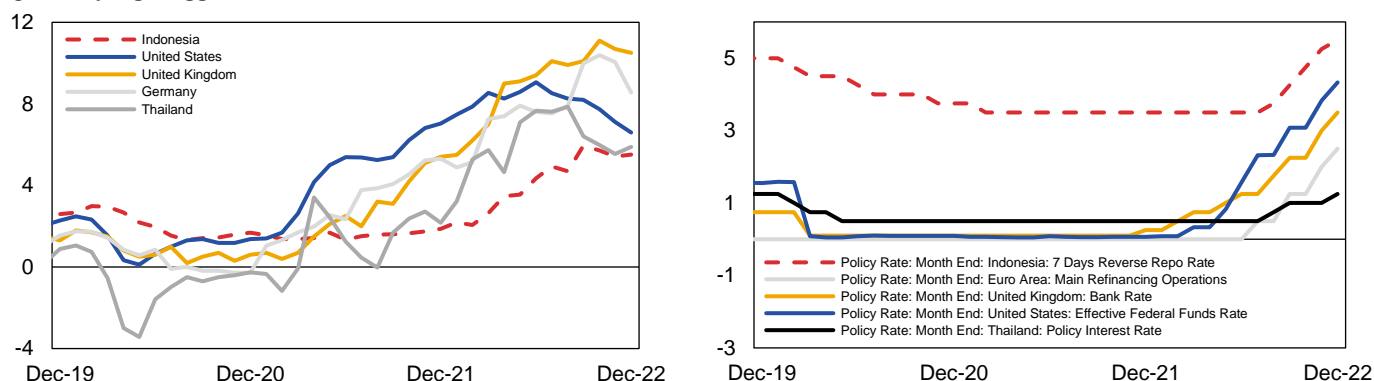 12
8
4
0
-4
Indonesia
United States
United Kingdom
Germany
Thailand
Dec-19 Dec-20 Dec-21 Dec-22
5
3
1
-1
-3
Policy Rate: Month End: Indonesia: 7 Days Reverse Repo Rate
Policy Rate: Month End: Euro Area: Main Refinancing Operations
Policy Rate: Month End: United Kingdom: Bank Rate
Policy Rate: Month End: United States: Effective Federal Funds Rate
Policy Rate: Month End: Thailand: Policy Interest Rate
Dec-19 Dec-20 Dec-21 Dec-22